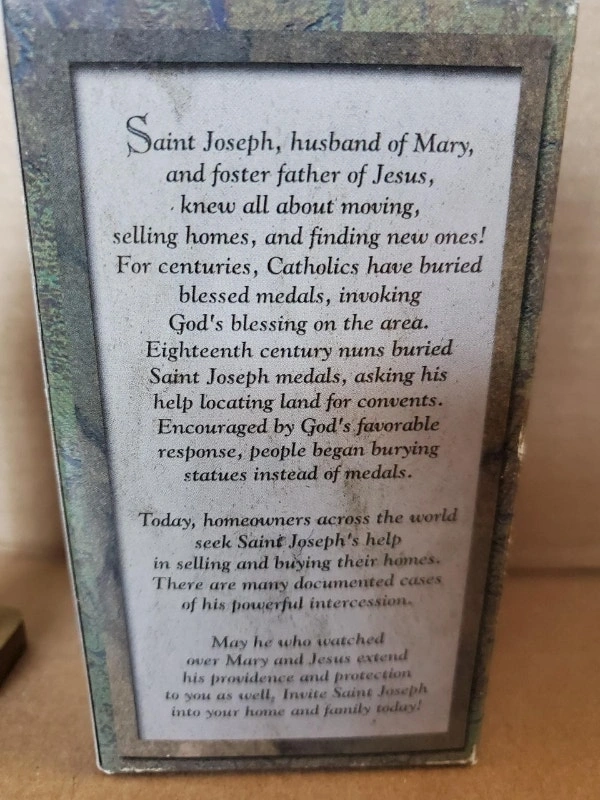 Saint Joseph, husband of Mary,
and foster father of Jesus,
knew all about moving,
selling homes, and finding new ones!
For centuries, Catholics have buried
blessed medals, invoking
God's blessing on the area.
Eighteenth century nuns buried
Saint Joseph medals, asking his
help locating land for convents.
Encouraged by God's favorable
response, people began burying
statues instead of medals.
Today, homeowners across the world
seek Saint Joseph's help
in selling and buying their homes.
There are many documented cases
of his powerful intercession.
May he who watched
over Mary and Jesus extend
his providence and protection
to you as well, Invite Saint Joseph
into your home and family today!